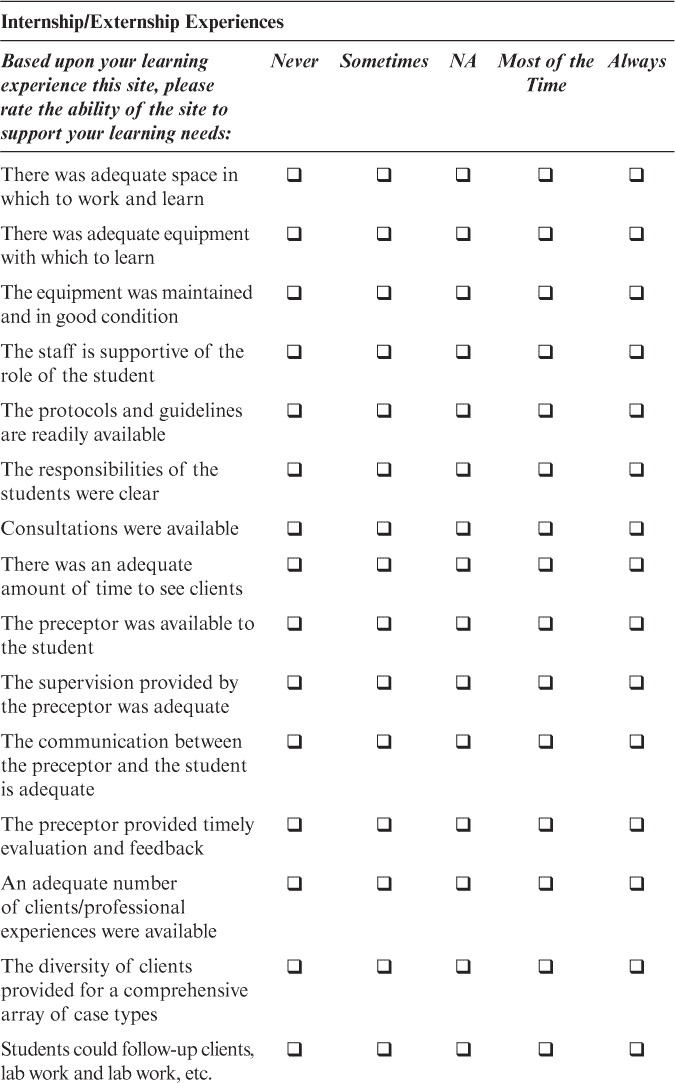 Internship/Externship Experiences
Based upon your learning Never Sometimes NA Most of the Always
experience this site, please Time
rate the ability of the site to
support your learning needs:
There was adequate space in ❑ ❑ ❑ ❑ ❑
which to work and learn
There was adequate equipment ❑ ❑ ❑ ❑ ❑
with which to learn
The equipment was maintained ❑ ❑ ❑ ❑ ❑
and in good condition
The staff is supportive of the ❑ ❑ ❑ ❑ ❑
role of the student
The protocols and guidelines ❑ ❑ ❑ ❑ ❑
are readily available
The responsibilities of the ❑ ❑ ❑ ❑ ❑
students were clear
Consultations were available ❑ ❑ ❑ ❑ ❑
There was an adequate ❑ ❑ ❑ ❑ ❑
amount of time to see clients
The preceptor was available to ❑ ❑ ❑ ❑ ❑
the student
The supervision provided by ❑ ❑ ❑ ❑ ❑
the preceptor was adequate
The communication between ❑ ❑ ❑ ❑ ❑
the preceptor and the student
is adequate
The preceptor provided timely ❑ ❑ ❑ ❑ ❑
evaluation and feedback
An adequate number ❑ ❑ ❑ ❑ ❑
of clients/professional
experiences were available
The diversity of clients ❑ ❑ ❑ ❑ ❑
provided for a comprehensive
array of case types
Students could follow-up clients, ❑ ❑ ❑ ❑ ❑
lab work and lab work, etc.